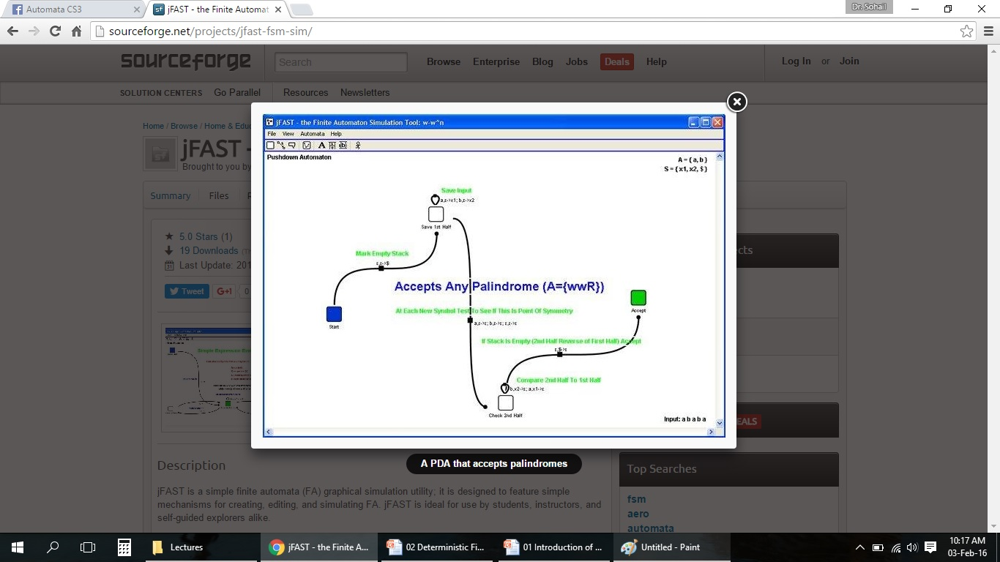 Automata CS3
jFAST - the Finite Automat
Dr. Sohail
sourceforge.net/projects/jfast-fsm-sim/
sourceforge
Search
Browse Enterprise Blog Jobs Deals Help
Log In or Join
SOLUTION CENTERS Go Parallel Resources Newsletters
Home / Browse / Home & Educ
jFAST -
Brought to you by
Summary Files
5.0 Stars (1)
19 Downloads
Last Update: 201
Tweet G+1 0
jFAST - the Finite Automaton Simulation Tool: w-w^n
File View Automata Help
Pushdown Automaton
A = { a, b }
S = { x1, x2, $ }
Save Input
a,ε->x1; b,ε->x2
Save 1st Half
Mark Empty Stack
ε,ε->$
Accepts Any Palindrome (A={wwR})
Start
Accept
At Each New Symbol Test To See If This Is Point Of Symmetry
a,ε->ε; b,ε->ε; ε,ε->ε
If Stack Is Empty (2nd Half Reverse of First Half) Accept
ε,$->ε
Compare 2nd Half To 1st Half
b,x2->ε; a,x1->ε
Check 2nd Half
Input: a b a b a
A PDA that accepts palindromes
cts
EALS
Description
jFAST is a simple finite automata (FA) graphical simulation utility; it is designed to feature simple
mechanisms for creating, editing, and simulating FA. jFAST is ideal for use by students, instructors, and
self-guided explorers alike.
Top Searches
fsm
aero
automata
Lectures
jFAST - the Finite A...
02 Deterministic Fi...
01 Introduction of ...
Untitled - Paint
10:17 AM
03-Feb-16